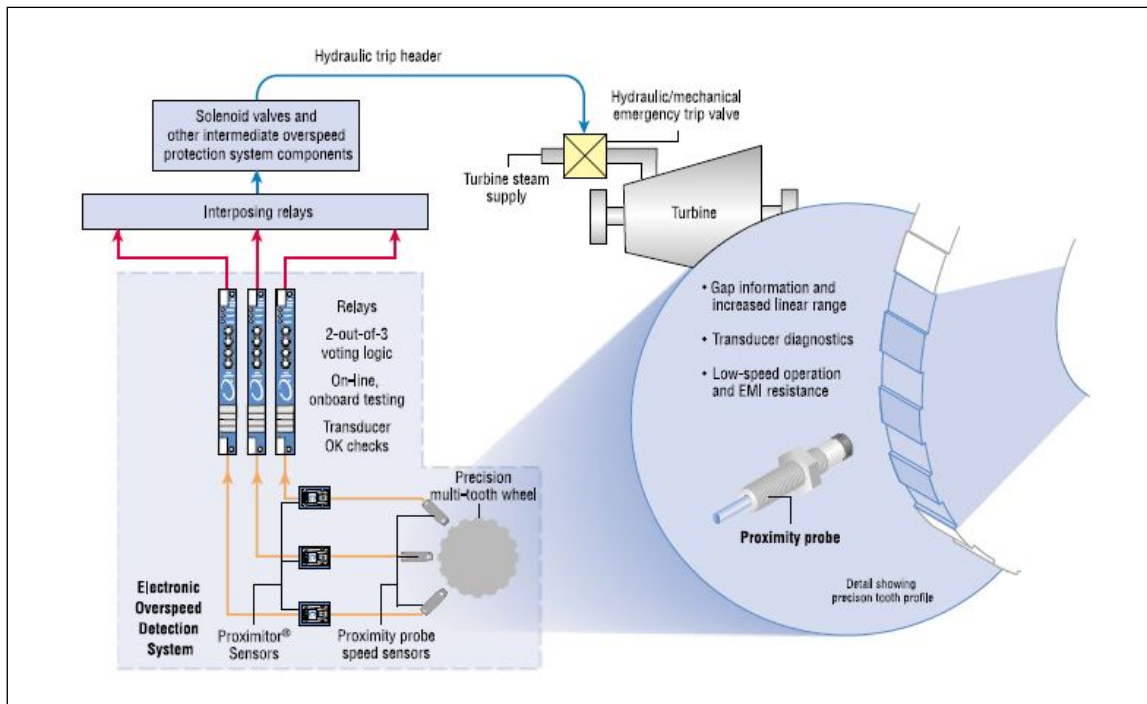 Hydraulic trip header
Solenoid valves and
other intermediate overspeed
protection system components
Hydraulic/mechanical
emergency trip valve
Turbine steam
supply
Turbine
Interposing relays
Relays
2-out-of-3
voting logic
On-line,
onboard testing
Transducer
OK checks
• Gap information and
increased linear range
• Transducer diagnostics
• Low-speed operation
and EMI resistance
Precision
multi-tooth wheel
Proximity probe
Detail showing
precison tooth profile
Electronic
Overspeed
Detection
System
Proximitor®
Sensors
Proximity probe
speed sensors